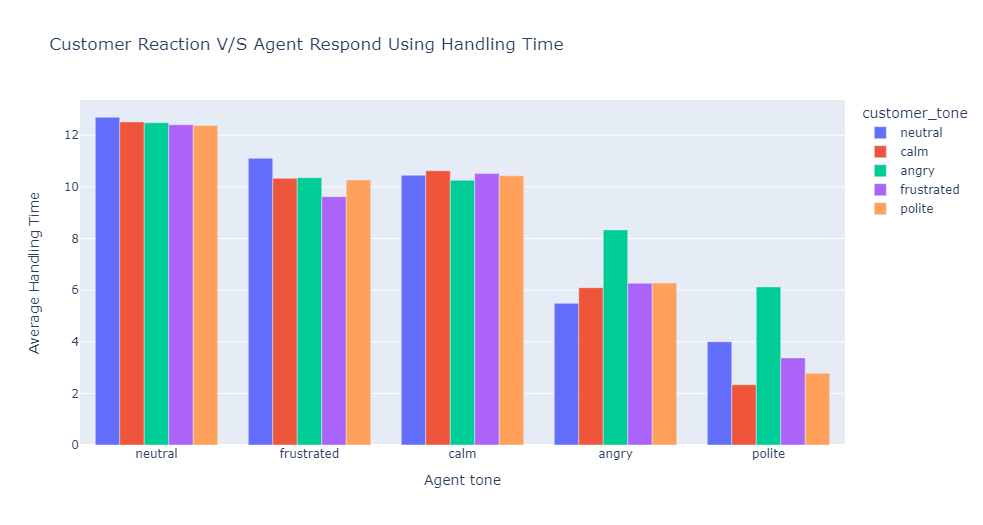 Customer Reaction V/S Agent Respond Using Handling Time
customer_tone
neutral
calm
angry
frustrated
polite
Average Handling Time
12
10
8
6
4
2
0
neutral frustrated calm angry polite
Agent tone